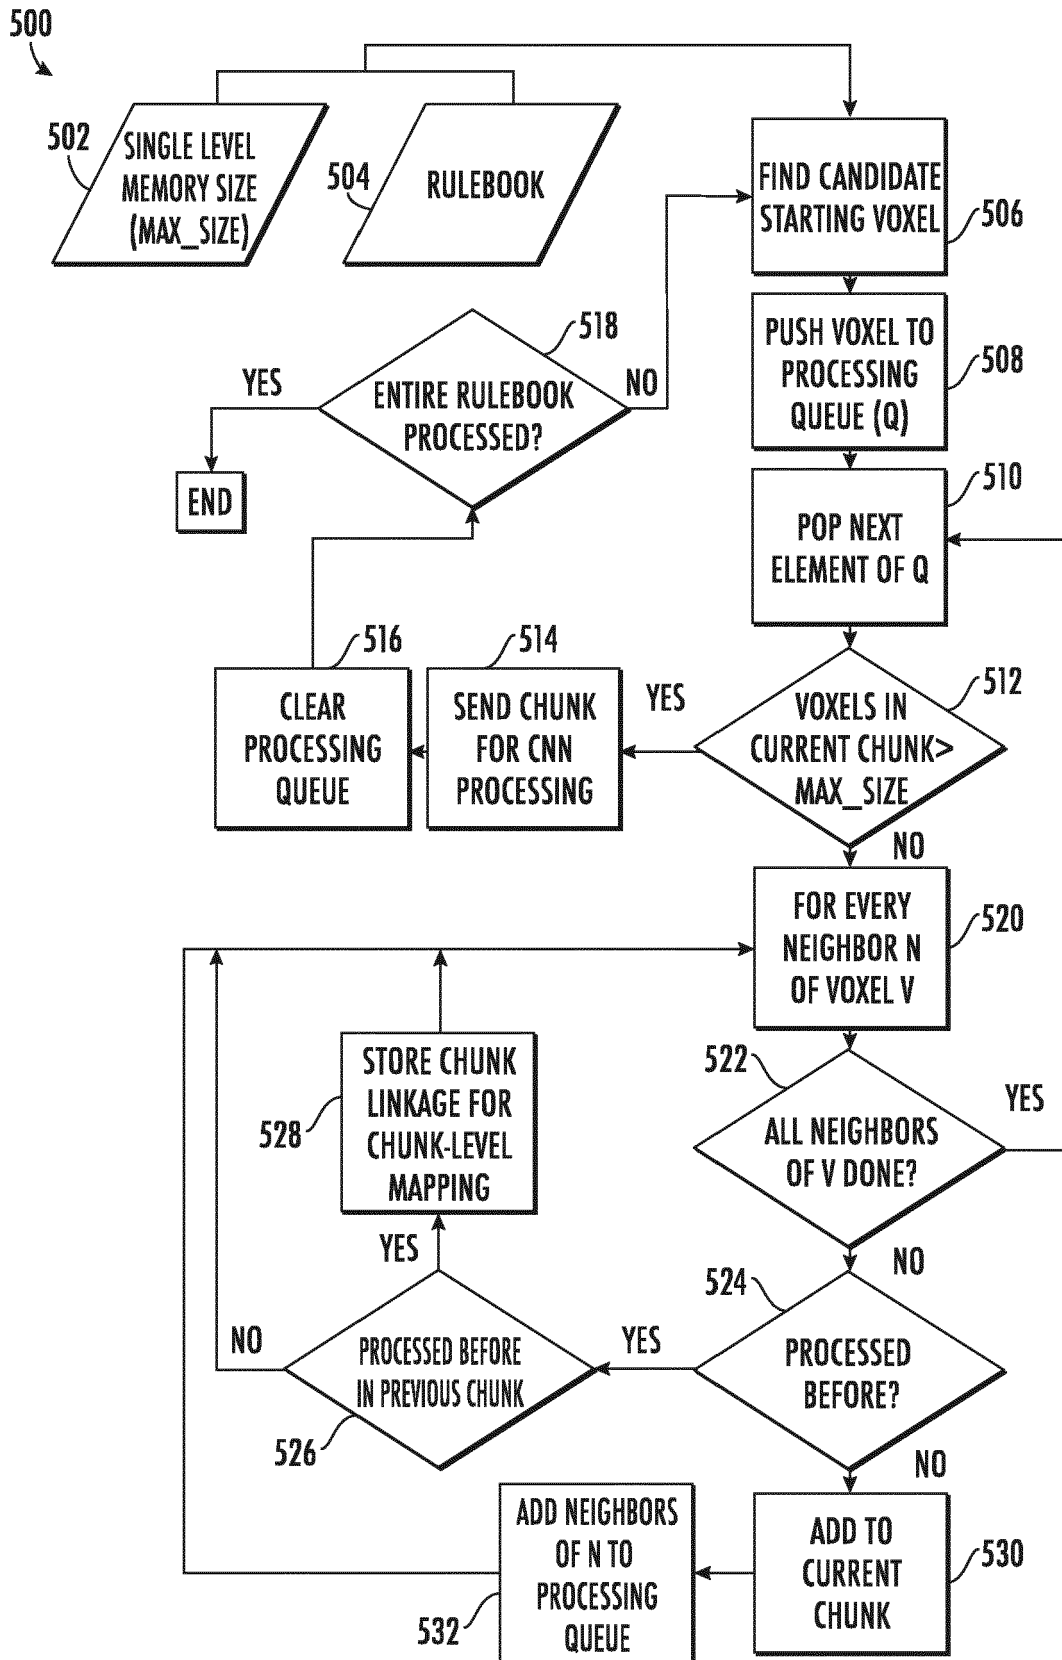 500
502
SINGLE LEVEL
MEMORY SIZE
(MAX_SIZE)
504
RULEBOOK
FIND CANDIDATE
STARTING VOXEL
506
PUSH VOXEL TO
PROCESSING
QUEUE (Q)
508
518
YES
ENTIRE RULEBOOK
PROCESSED?
NO
END
510
POP NEXT
ELEMENT OF Q
516
CLEAR
PROCESSING
QUEUE
514
SEND CHUNK
FOR CNN
PROCESSING
YES
512
VOXELS IN
CURRENT CHUNK>
MAX_SIZE
NO
FOR EVERY
NEIGHBOR N
OF VOXEL V
520
528
STORE CHUNK
LINKAGE FOR
CHUNK-LEVEL
MAPPING
522
ALL NEIGHBORS
OF V DONE?
YES
NO
YES
NO
PROCESSED BEFORE
IN PREVIOUS CHUNK
526
YES
524
PROCESSED
BEFORE?
NO
ADD NEIGHBORS
OF N TO
PROCESSING
QUEUE
532
ADD TO
CURRENT
CHUNK
530